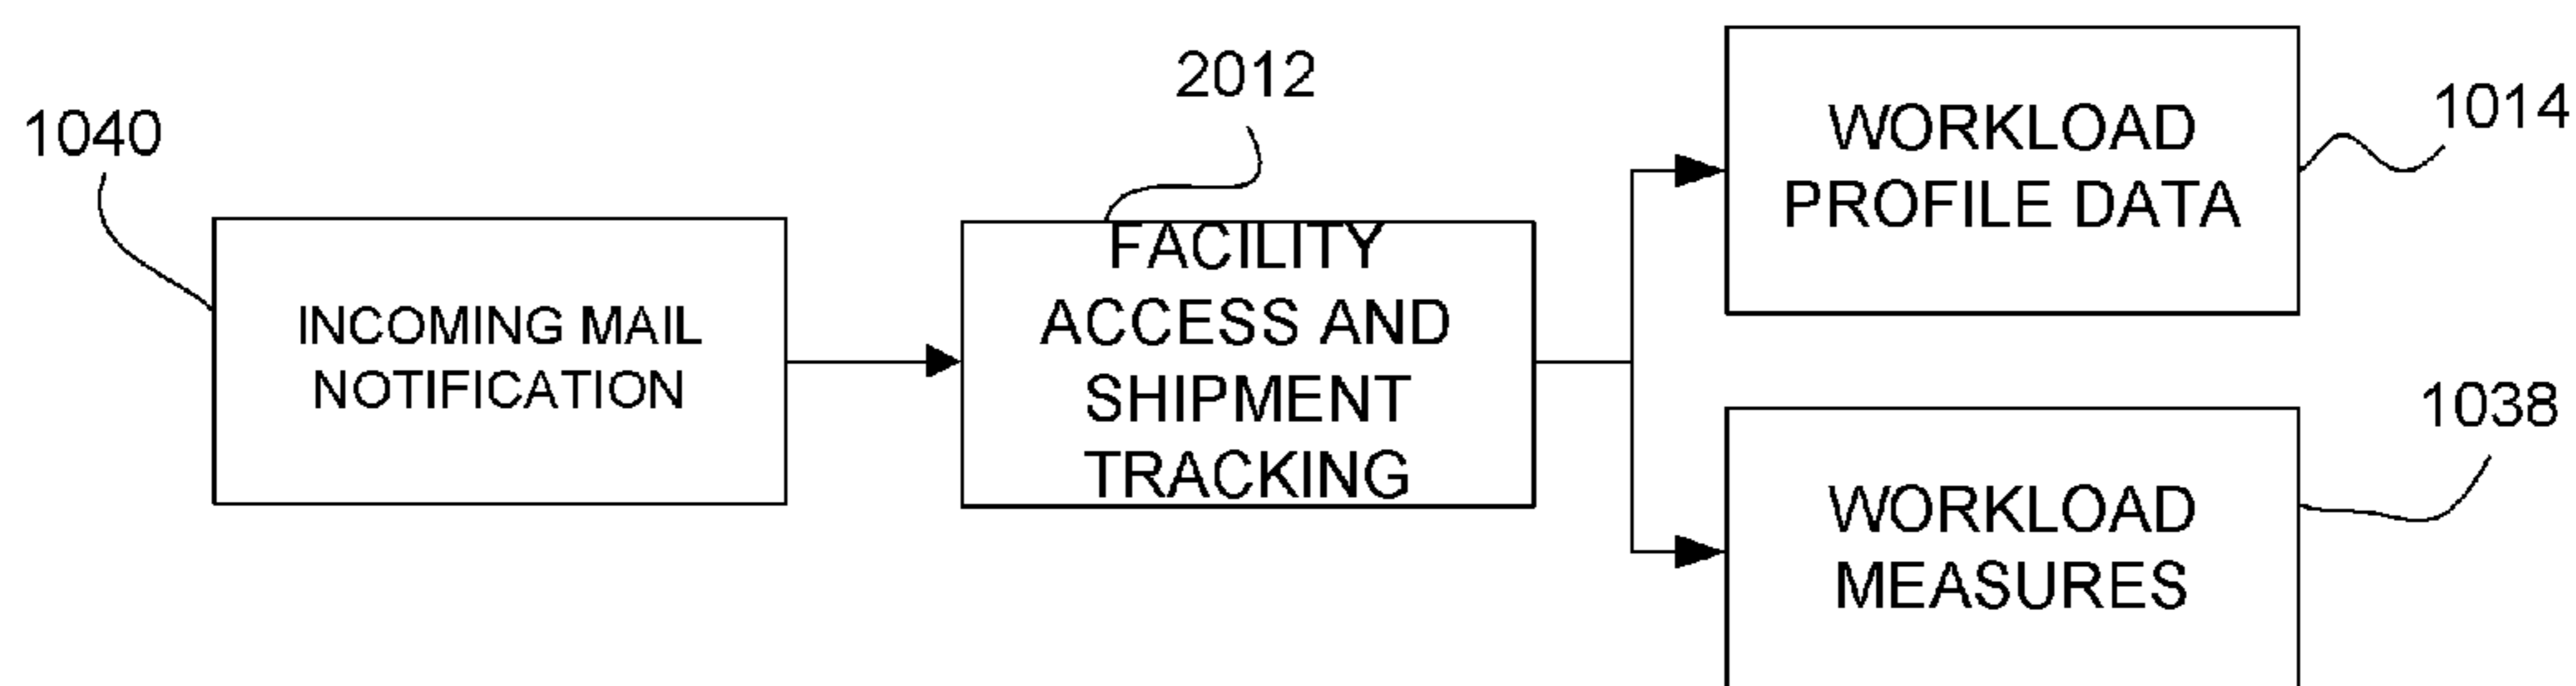 1040
INCOMING MAIL
NOTIFICATION
2012
FACILITY
ACCESS AND
SHIPMENT
TRACKING
WORKLOAD
PROFILE DATA
1014
WORKLOAD
MEASURES
1038